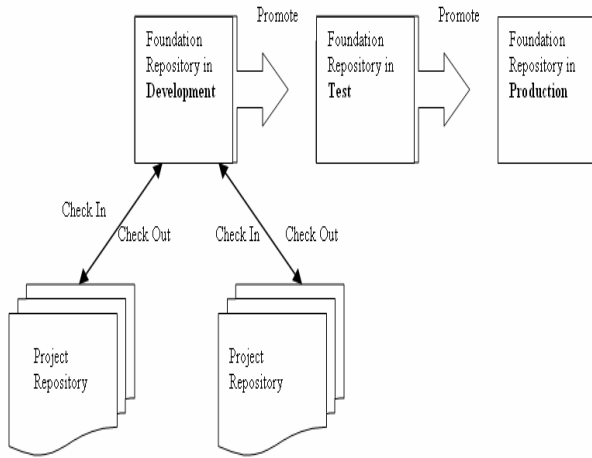 Promote
Promote
Foundation
Repository in
Development
Foundation
Repository in
Test
Foundation
Repository in
Production
Check In
Check Out
Check In
Check Out
Project
Repository
Project
Repository